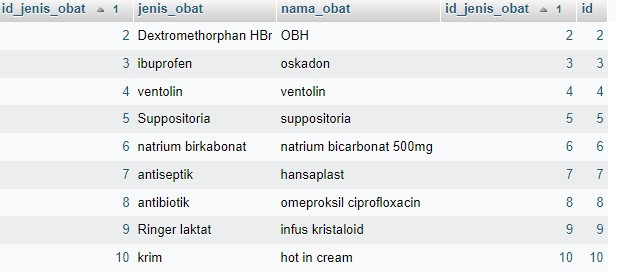 id_jenis_obat 1 jenis_obat nama_obat id_jenis_obat 1 id
2 Dextromethorphan HBr OBH 2 2
3 ibuprofen oskadon 3 3
4 ventolin ventolin 4 4
5 Suppositoria suppositoria 5 5
6 natrium birkabonat natrium bicarbonat 500mg 6 6
7 antiseptik hansaplast 7 7
8 antibiotik omeproksil ciprofloxacin 8 8
9 Ringer laktat infus kristaloid 9 9
10 krim hot in cream 10 10